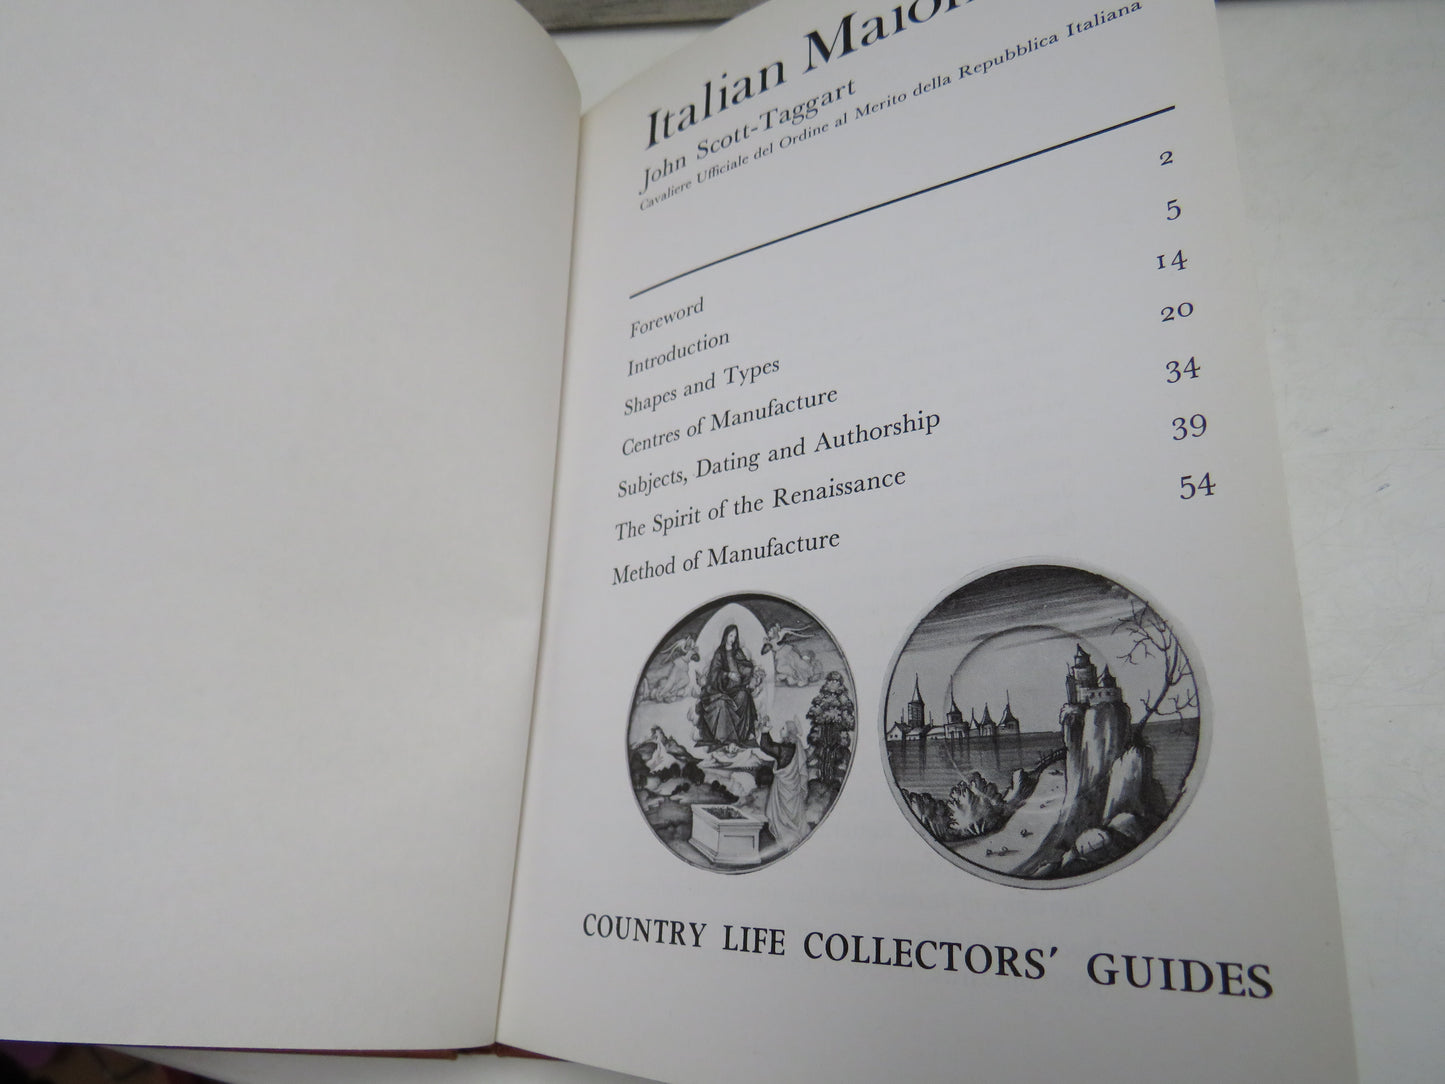 Italian Maiol
John Scott-Taggart
Cavaliere Ufficiale del Ordine al Merito della Repubblica Italiana
Foreword 2
Introduction 5
Shapes and Types 14
Centres of Manufacture 20
Subjects, Dating and Authorship 34
The Spirit of the Renaissance 39
Method of Manufacture 54
COUNTRY LIFE COLLECTORS' GUIDES